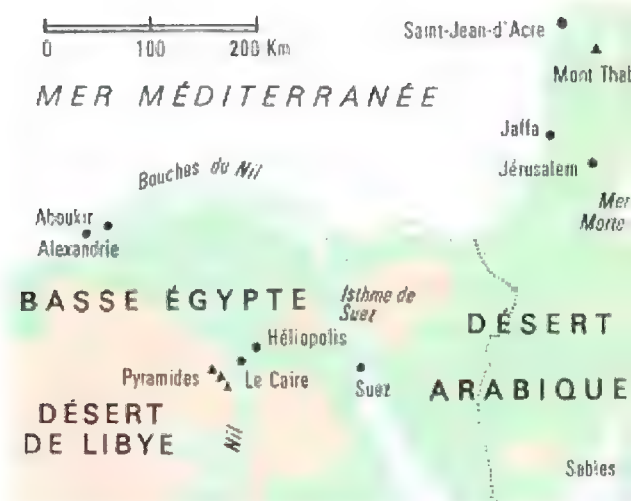 0 100 200 Km
Saint-Jean-d'Acre
Mont Thab
MER MÉDITERRANÉE
Jaffa
Jérusalem
Bouches du Nil
Mer
Morte
Aboukir
Alexandrie
BASSE ÉGYPTE
Isthme de
Suez
DÉSERT
ARABIQUE
Héliopolis
Pyramides
Le Caire
Suez
DÉSERT
DE LIBYE
Nil
Sables